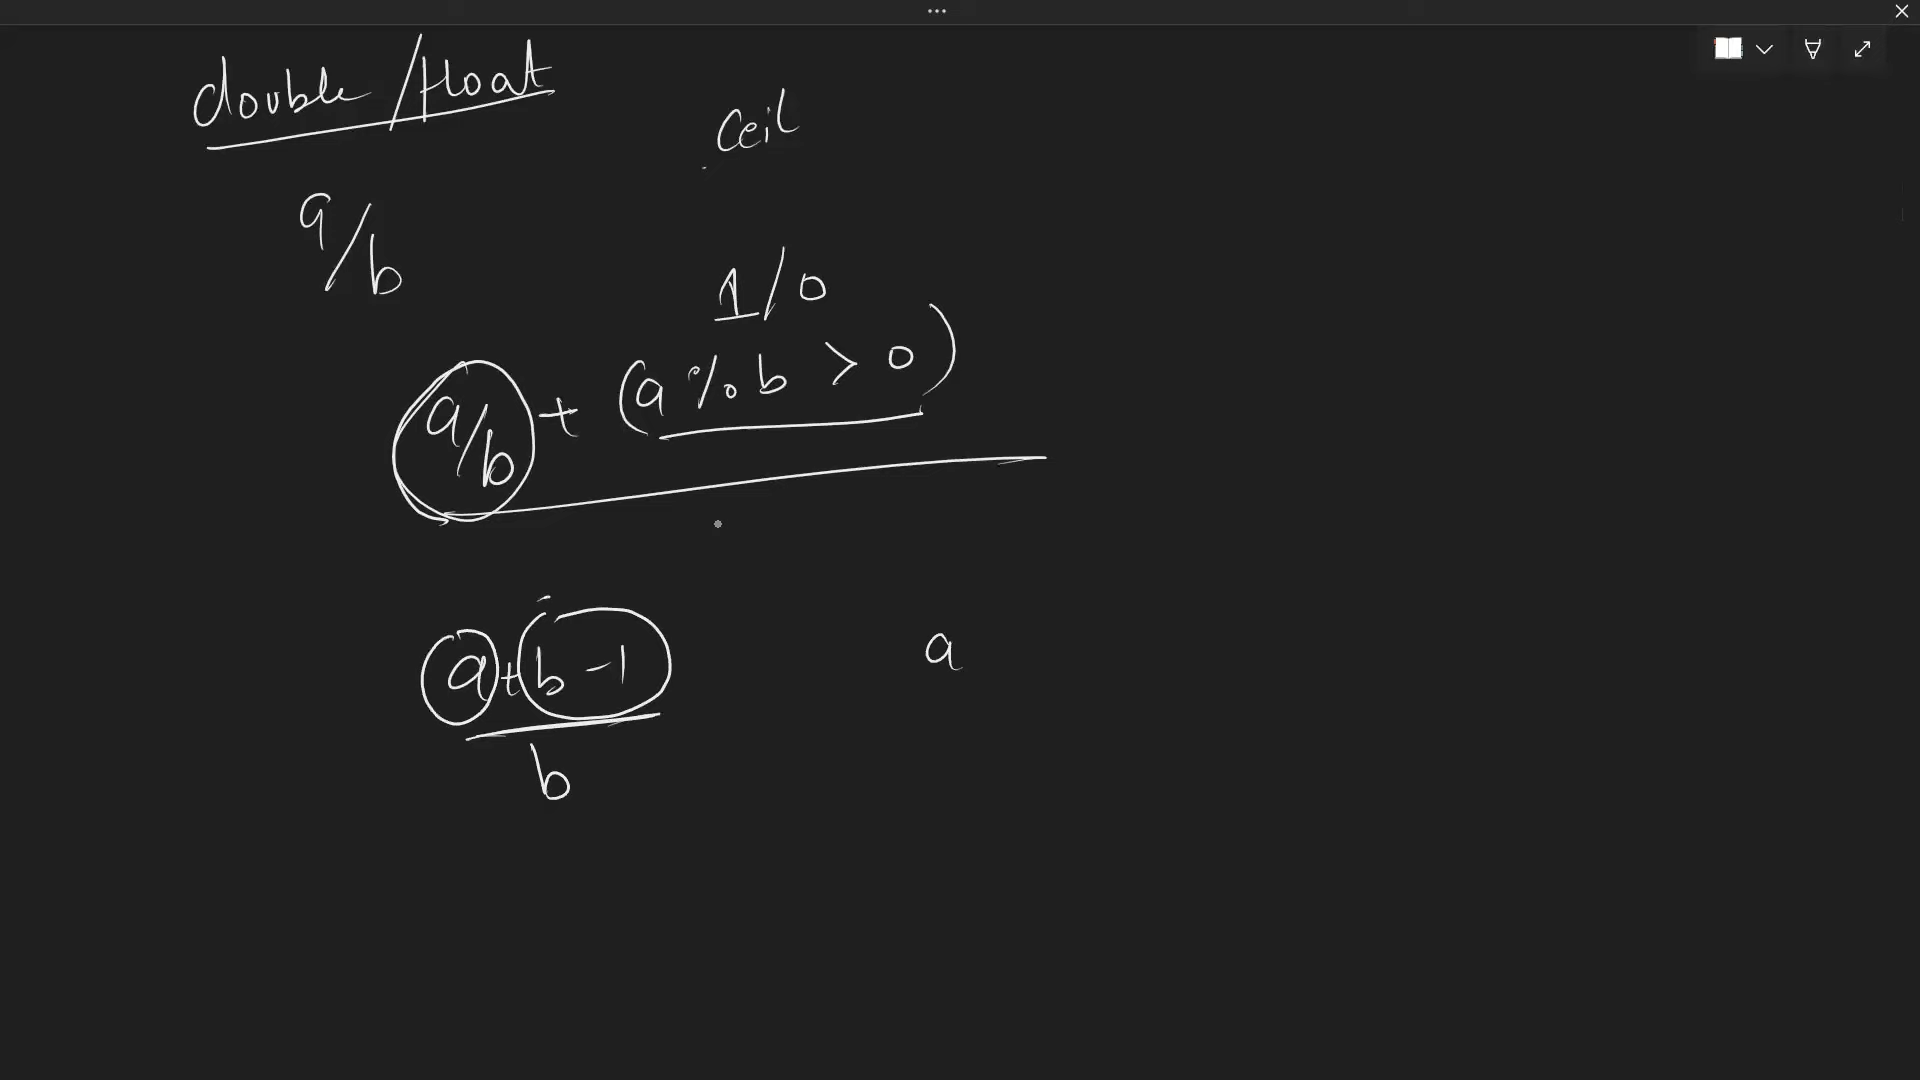 double/float
ceil
a/b
1/0
a/b + (a % b > 0)
a+b-1
a
b